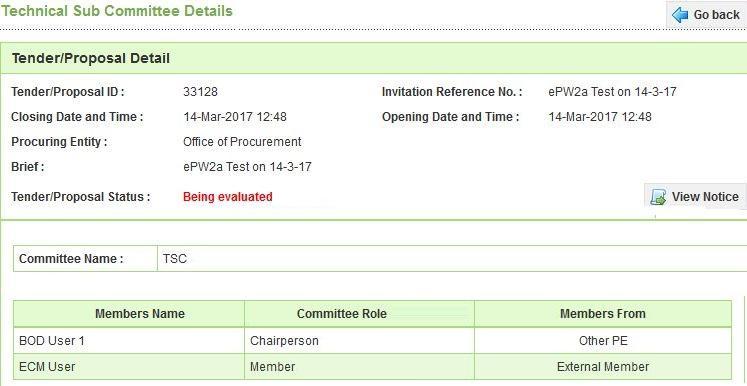 Technical Sub Committee Details
Go back
Tender/Proposal Detail
Tender/Proposal ID : 33128 Invitation Reference No. : ePW2a Test on 14-3-17
Closing Date and Time : 14-Mar-2017 12:48 Opening Date and Time : 14-Mar-2017 12:48
Procuring Entity : Office of Procurement
Brief : ePW2a Test on 14-3-17
Tender/Proposal Status : Being evaluated View Notice
Committee Name : TSC
Members Name Committee Role Members From
BOD User 1 Chairperson Other PE
ECM User Member External Member